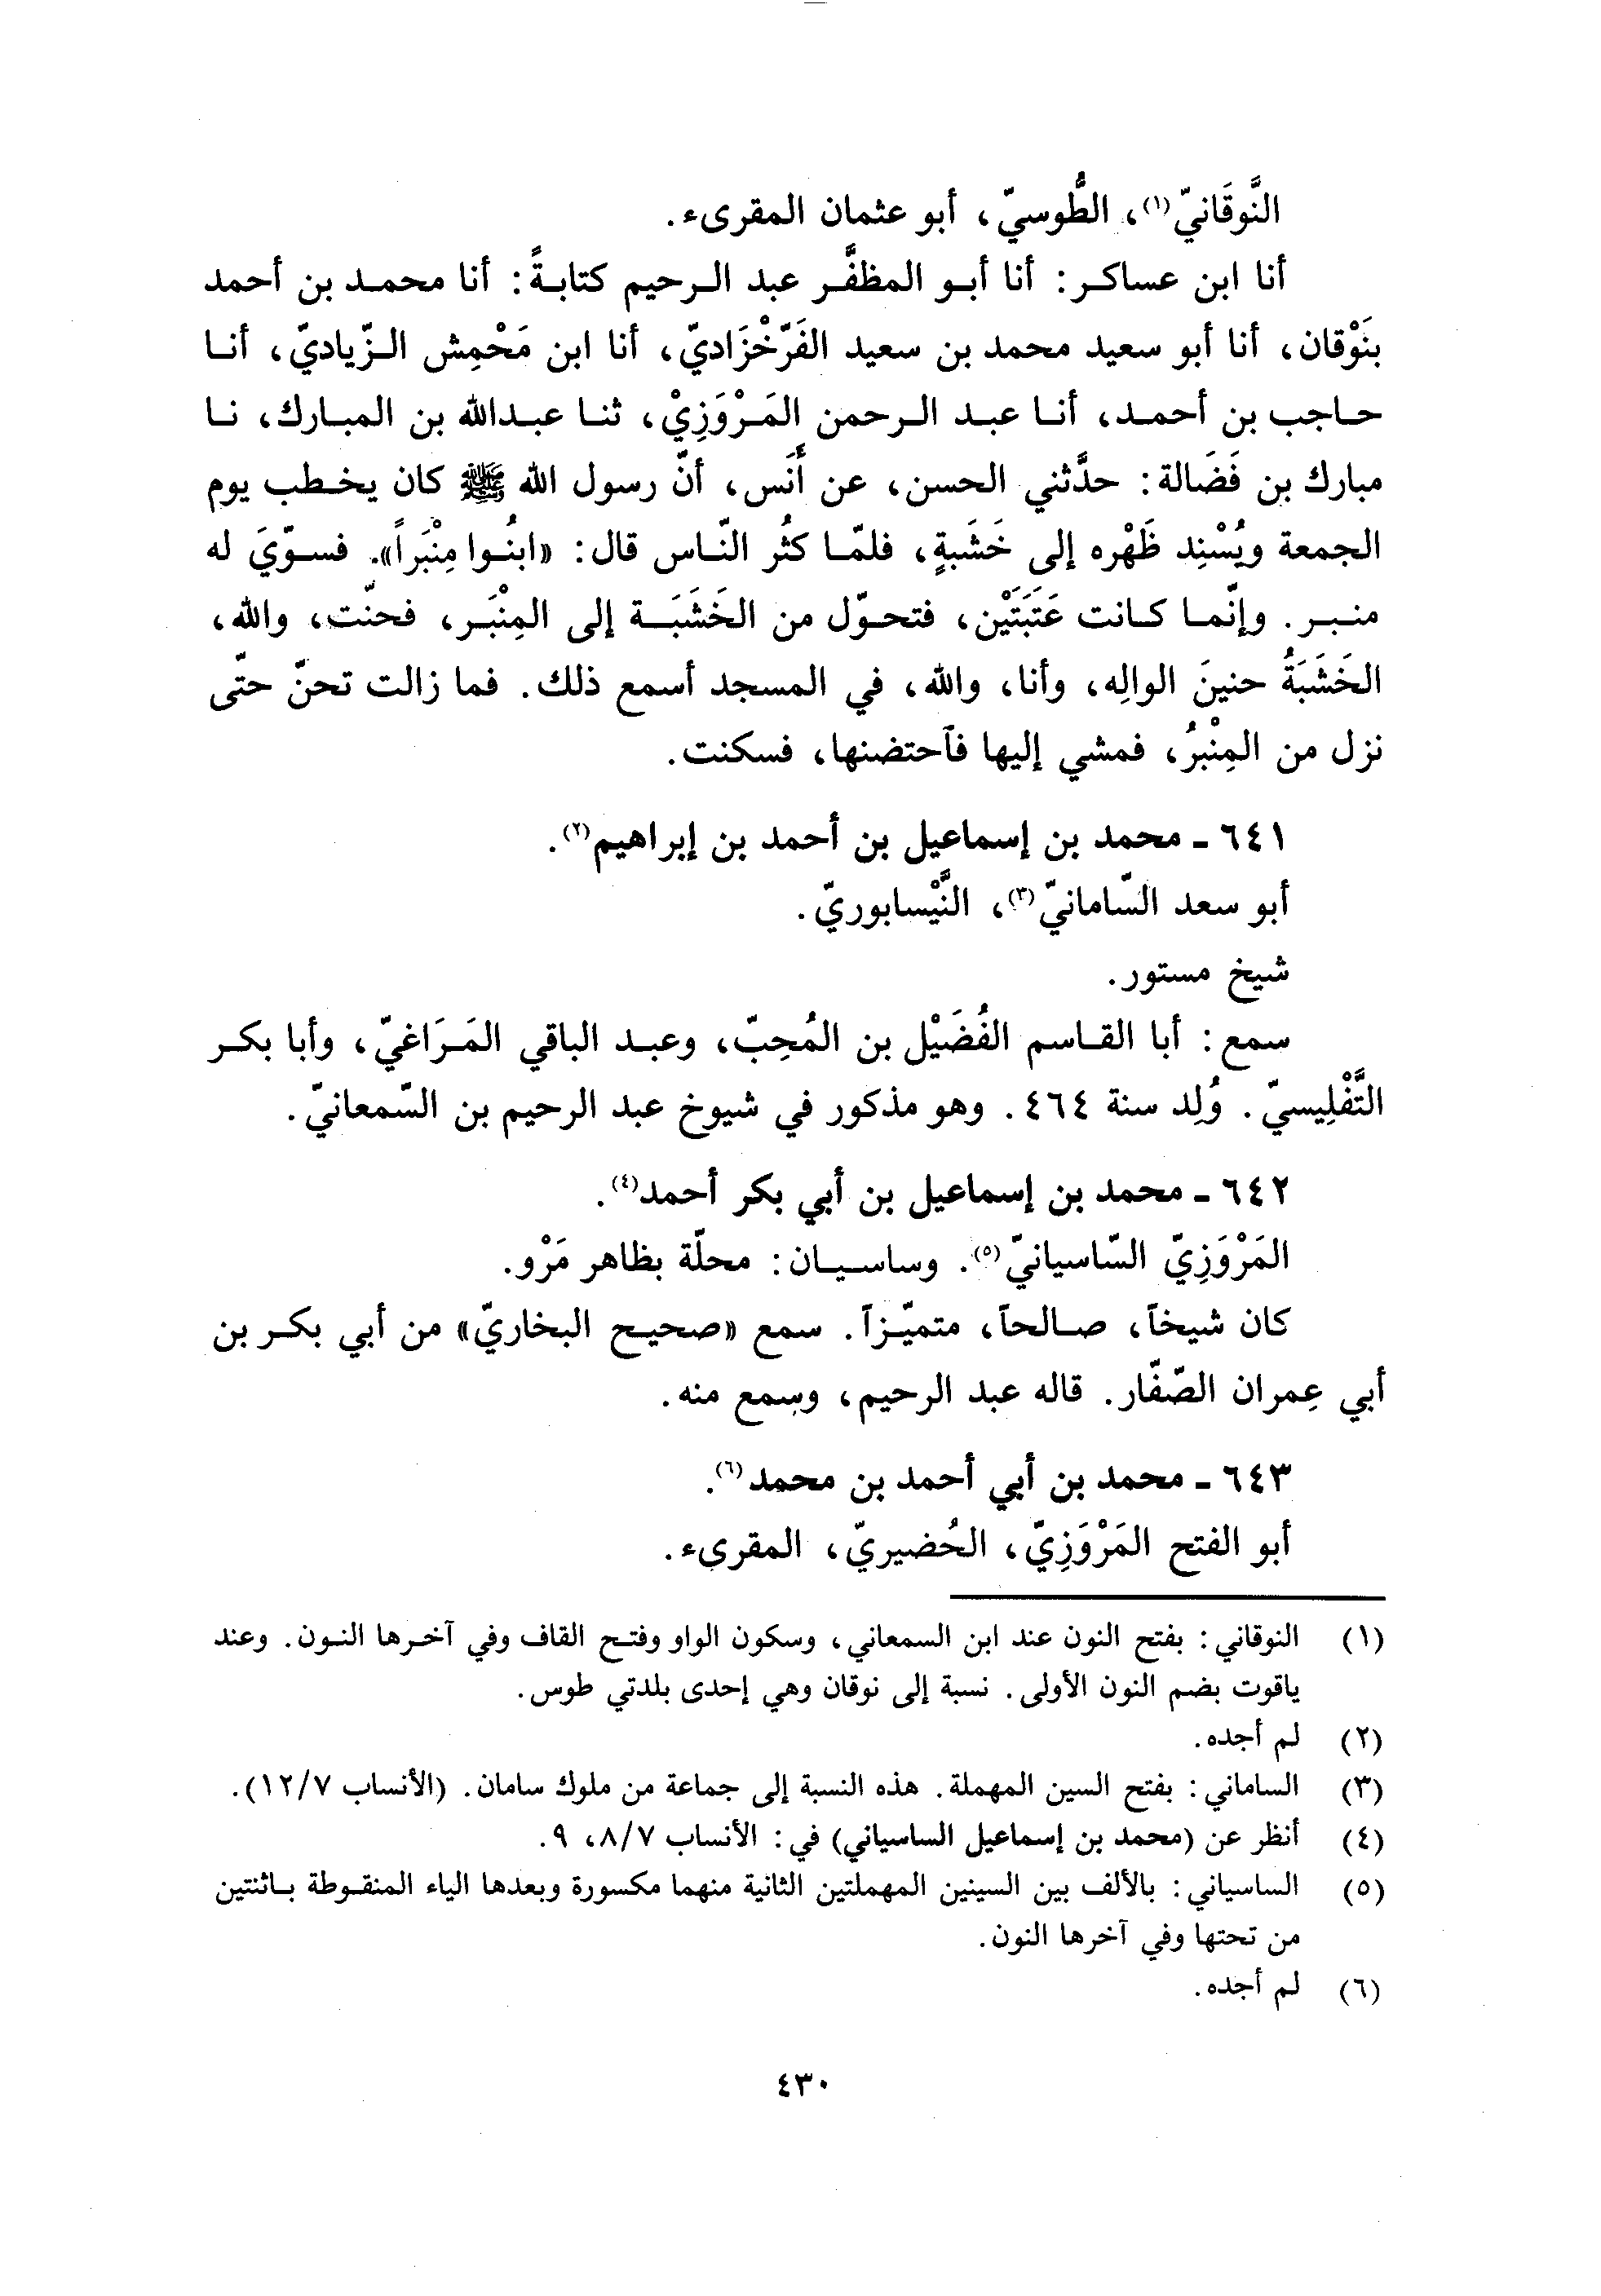 النَّوقَانيّ(١)، الطُّوسيّ، أبو عثمان المقرىء.
أنا ابن عساكر: أنا أبو المظفَّر عبد الرحيم كتابةً: أنا محمد بن أحمد
بنَوْقان، أنا أبو سعيد محمد بن سعيد الفَرّخْزَاديّ، أنا ابن مَحْمِش الزّياديّ، أنا
حاجب بن أحمد، أنا عبد الرحمن المَرْوَزِيْ، ثنا عبدالله بن المبارك، نا
مبارك بن فَضَالة: حدَّثني الحسن، عن أَنَس، أنّ رسول الله ﷺ كان يخطب يوم
الجمعة ويُسْنِد ظَهْره إلى خَشَبةٍ، فلمّا كثُر النّاس قال: «ابنُوا مِنْبَراً». فسوّيَ له
منبر. وإنّما كانت عَتَبَتَيْن، فتحوّل من الخَشَبَة إلى المِنْبَر، فحنّت، والله،
الخَشَبَةُ حنينَ الوالِه، وأنا، والله، في المسجد أسمع ذلك. فما زالت تحنّ حتّى
نزل من المِنْبرُ، فمشي إليها فآحتضنها، فسكنت.
٦٤١ - محمد بن إسماعيل بن أحمد بن إبراهيم(٢).
أبو سعد السّامانيّ(٣)، النَّيْسابوريّ.
شيخ مستور.
سمع: أبا القاسم الفُضَيْل بن المُحِبّ، وعبد الباقي المَرَاغيّ، وأبا بكر
التَّفْلِيسيّ. وُلِد سنة ٤٦٤. وهو مذكور في شيوخ عبد الرحيم بن السّمعانيّ.
٦٤٢ - محمد بن إسماعيل بن أبي بكر أحمد(٤).
المَرْوَزِيّ السّاسيانيّ(٥). وساسيان: محلّة بظاهر مَرْو.
كان شيخاً، صالحاً، متميّزاً. سمع «صحيح البخاريّ» من أبي بكر بن
أبي عِمران الصّفّار. قاله عبد الرحيم، وسِمع منه.
٦٤٣ - محمد بن أبي أحمد بن محمد(٦).
أبو الفتح المَرْوَزِيّ، الحُضيريّ، المقرىء.
(١) النوقاني: بفتح النون عند ابن السمعاني، وسكون الواو وفتح القاف وفي آخرها النون. وعند
ياقوت بضم النون الأولى. نسبة إلى نوقان وهي إحدى بلدتي طوس.
(٢) لم أجده.
(٣) الساماني: بفتح السين المهملة. هذه النسبة إلى جماعة من ملوك سامان. (الأنساب ١٢/٧).
(٤) أنظر عن (محمد بن إسماعيل الساسياني) في: الأنساب ٨/٧، ٩.
(٥) الساسياني: بالألف بين السينين المهملتين الثانية منهما مكسورة وبعدها الياء المنقوطة باثنتين
من تحتها وفي آخرها النون.
(٦) لم أجده.
٤٣٠